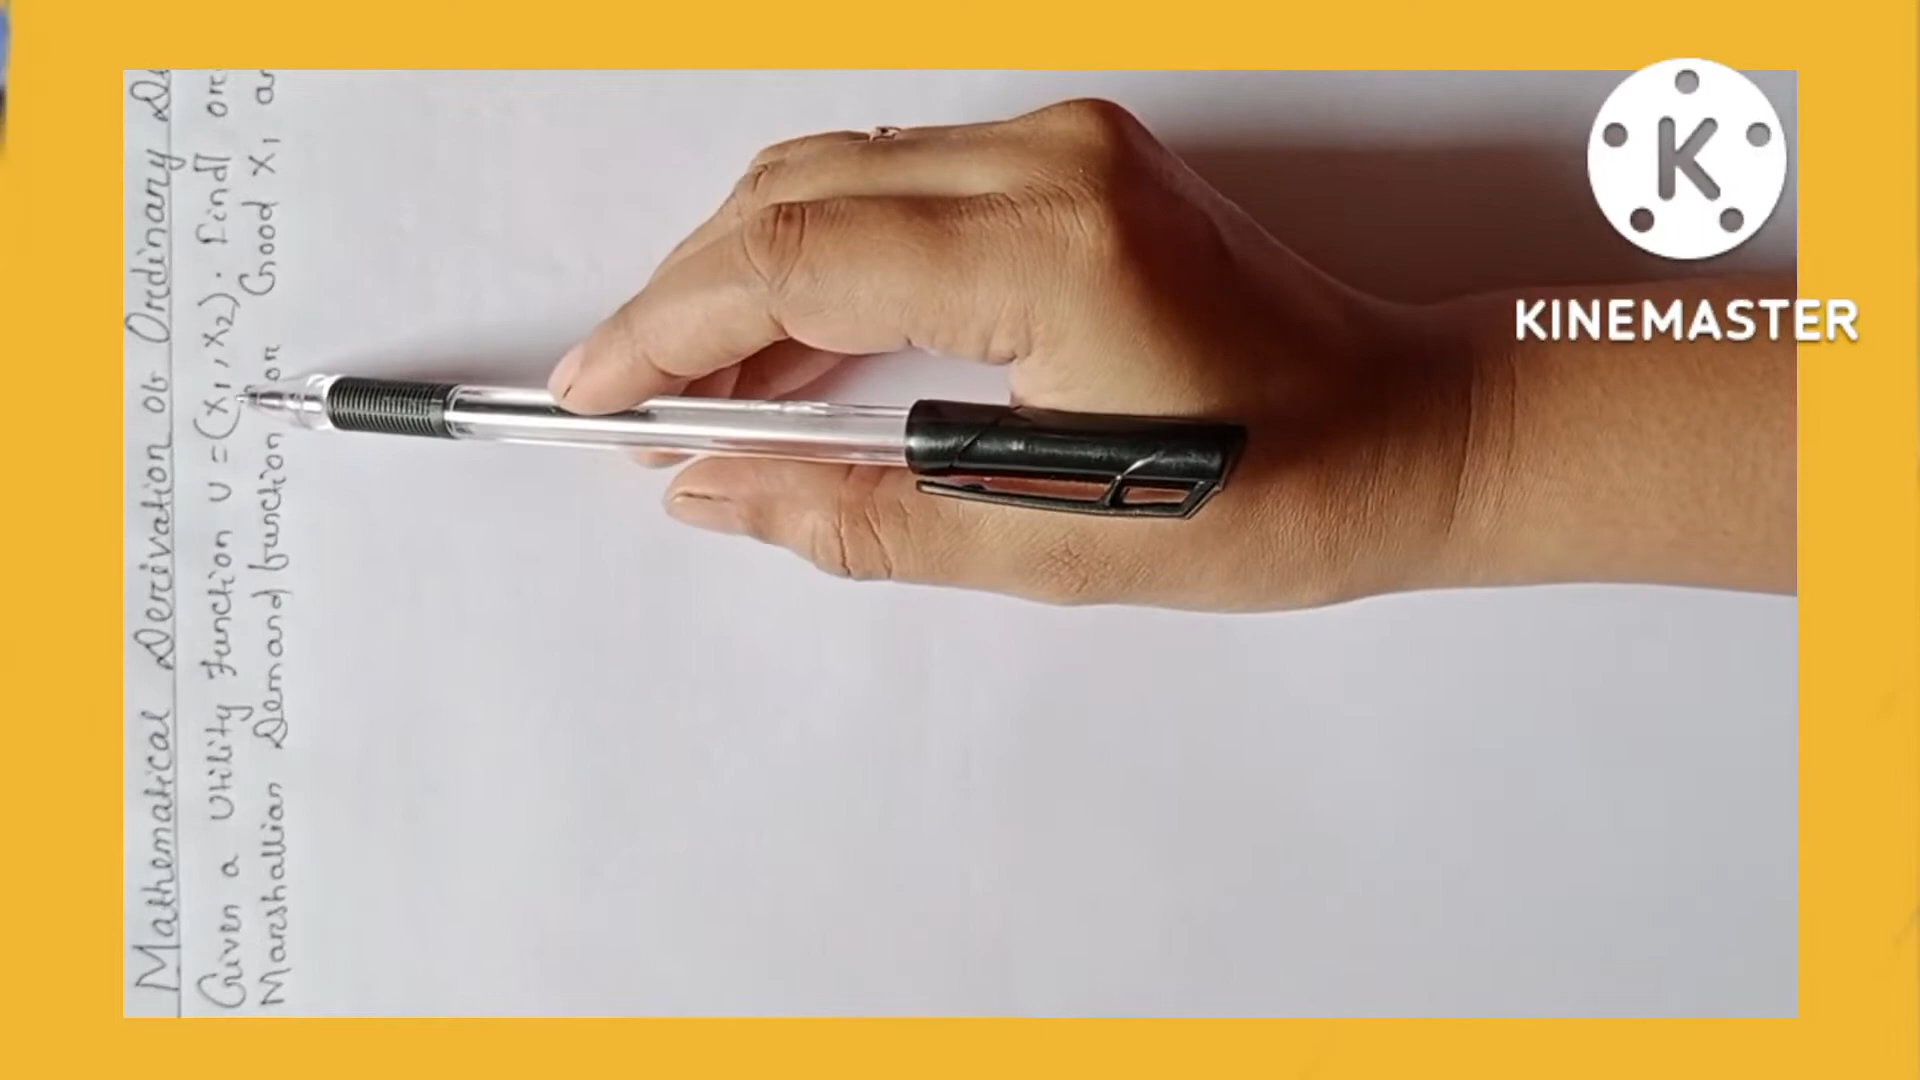 Mathematical Derivation of Ordinary
Given a Utility Function U = (X1, X2). Find
Marshallian Demand function for Good X1
K
KINEMASTER